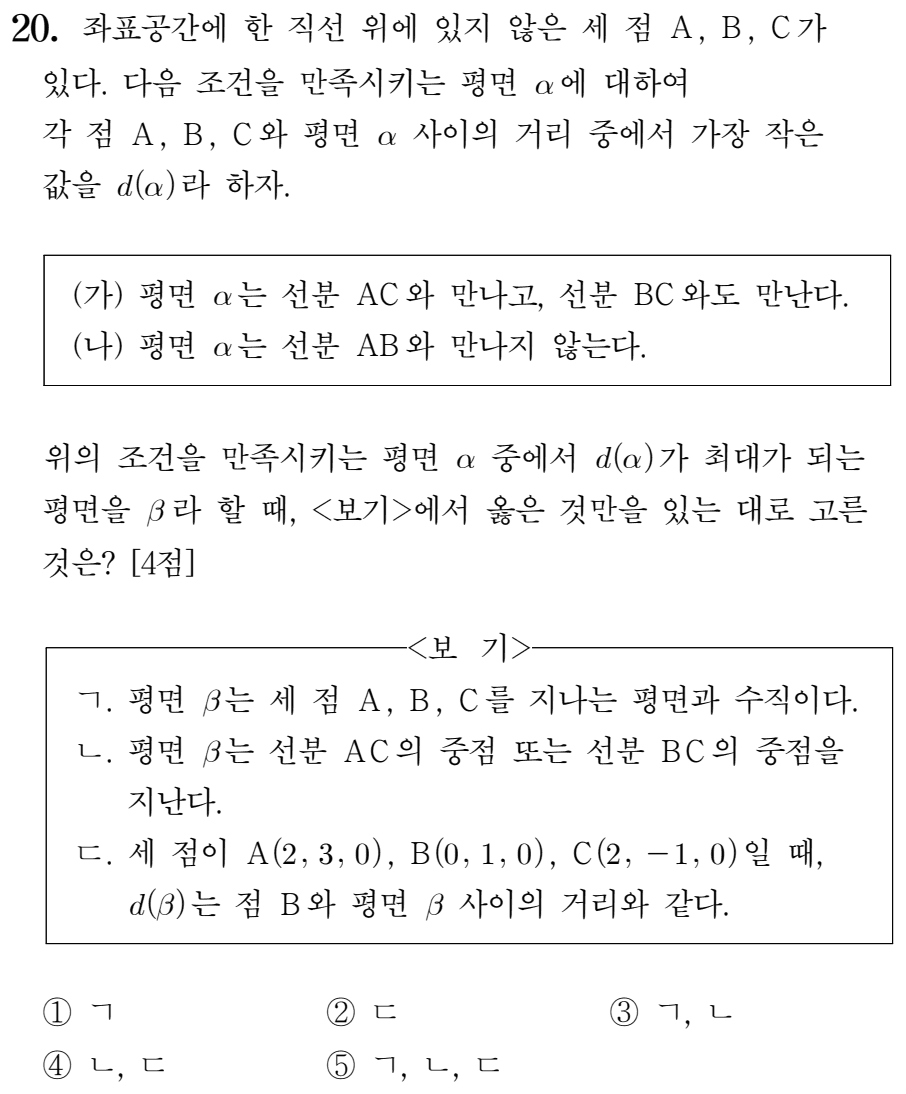 20. 좌표공간에 한 직선 위에 있지 않은 세 점 A, B, C가
있다. 다음 조건을 만족시키는 평면 α에 대하여
각 점 A, B, C와 평면 α 사이의 거리 중에서 가장 작은
값을 d(α)라 하자.
(가) 평면 α는 선분 AC와 만나고, 선분 BC와도 만난다.
(나) 평면 α는 선분 AB와 만나지 않는다.
위의 조건을 만족시키는 평면 α 중에서 d(α)가 최대가 되는
평면을 β라 할 때, <보기>에서 옳은 것만을 있는 대로 고른
것은? [4점]
<보 기>
ㄱ. 평면 β는 세 점 A, B, C를 지나는 평면과 수직이다.
ㄴ. 평면 β는 선분 AC의 중점 또는 선분 BC의 중점을
지난다.
ㄷ. 세 점이 A(2, 3, 0), B(0, 1, 0), C(2, -1, 0)일 때,
d(β)는 점 B와 평면 β 사이의 거리와 같다.
① ㄱ ② ㄷ ③ ㄱ, ㄴ
④ ㄴ, ㄷ ⑤ ㄱ, ㄴ, ㄷ